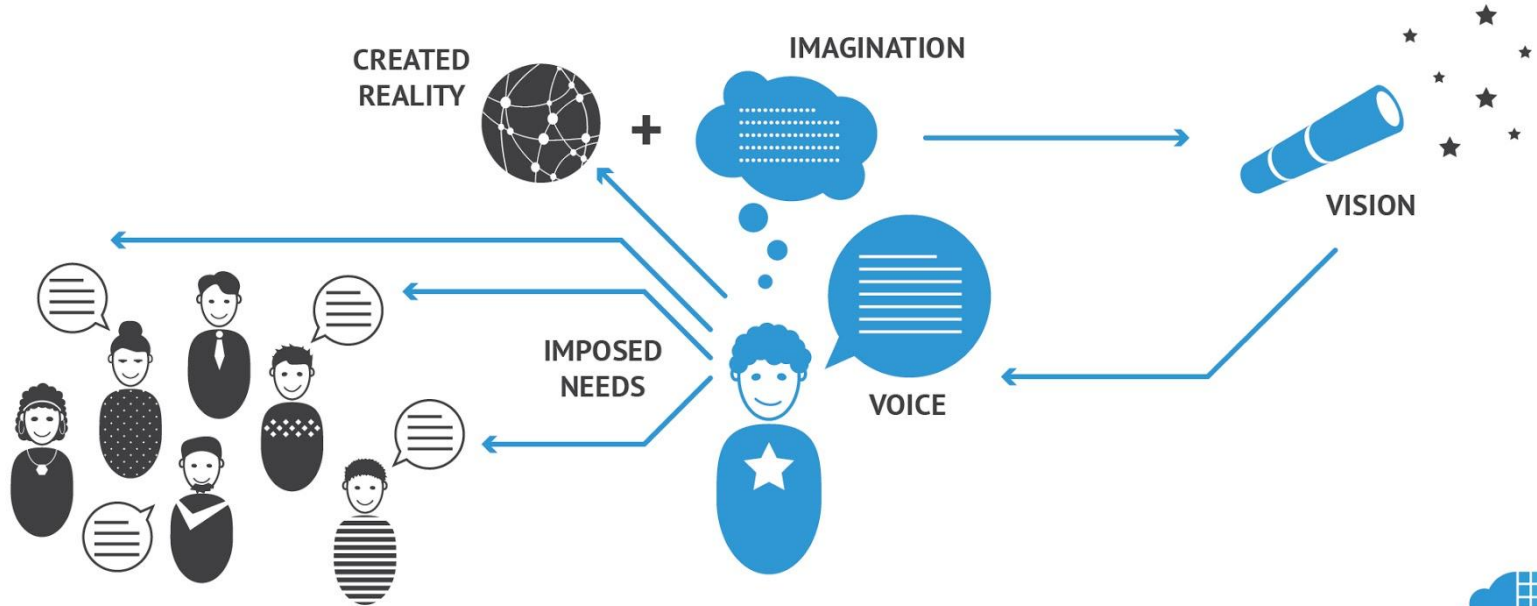 CREATED
REALITY
+
IMAGINATION
VISION
IMPOSED
NEEDS
VOICE